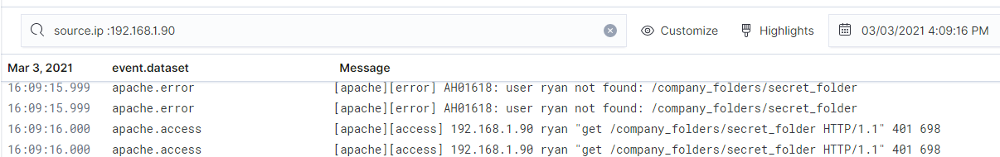 source.ip :192.168.1.90 Customize Highlights 03/03/2021 4:09:16 PM
Mar 3, 2021 event.dataset Message
16:09:15.999 apache.error [apache][error] AH01618: user ryan not found: /company_folders/secret_folder
16:09:15.999 apache.error [apache][error] AH01618: user ryan not found: /company_folders/secret_folder
16:09:16.000 apache.access [apache][access] 192.168.1.90 ryan "get /company_folders/secret_folder HTTP/1.1" 401 698
16:09:16.000 apache.access [apache][access] 192.168.1.90 ryan "get /company_folders/secret_folder HTTP/1.1" 401 698